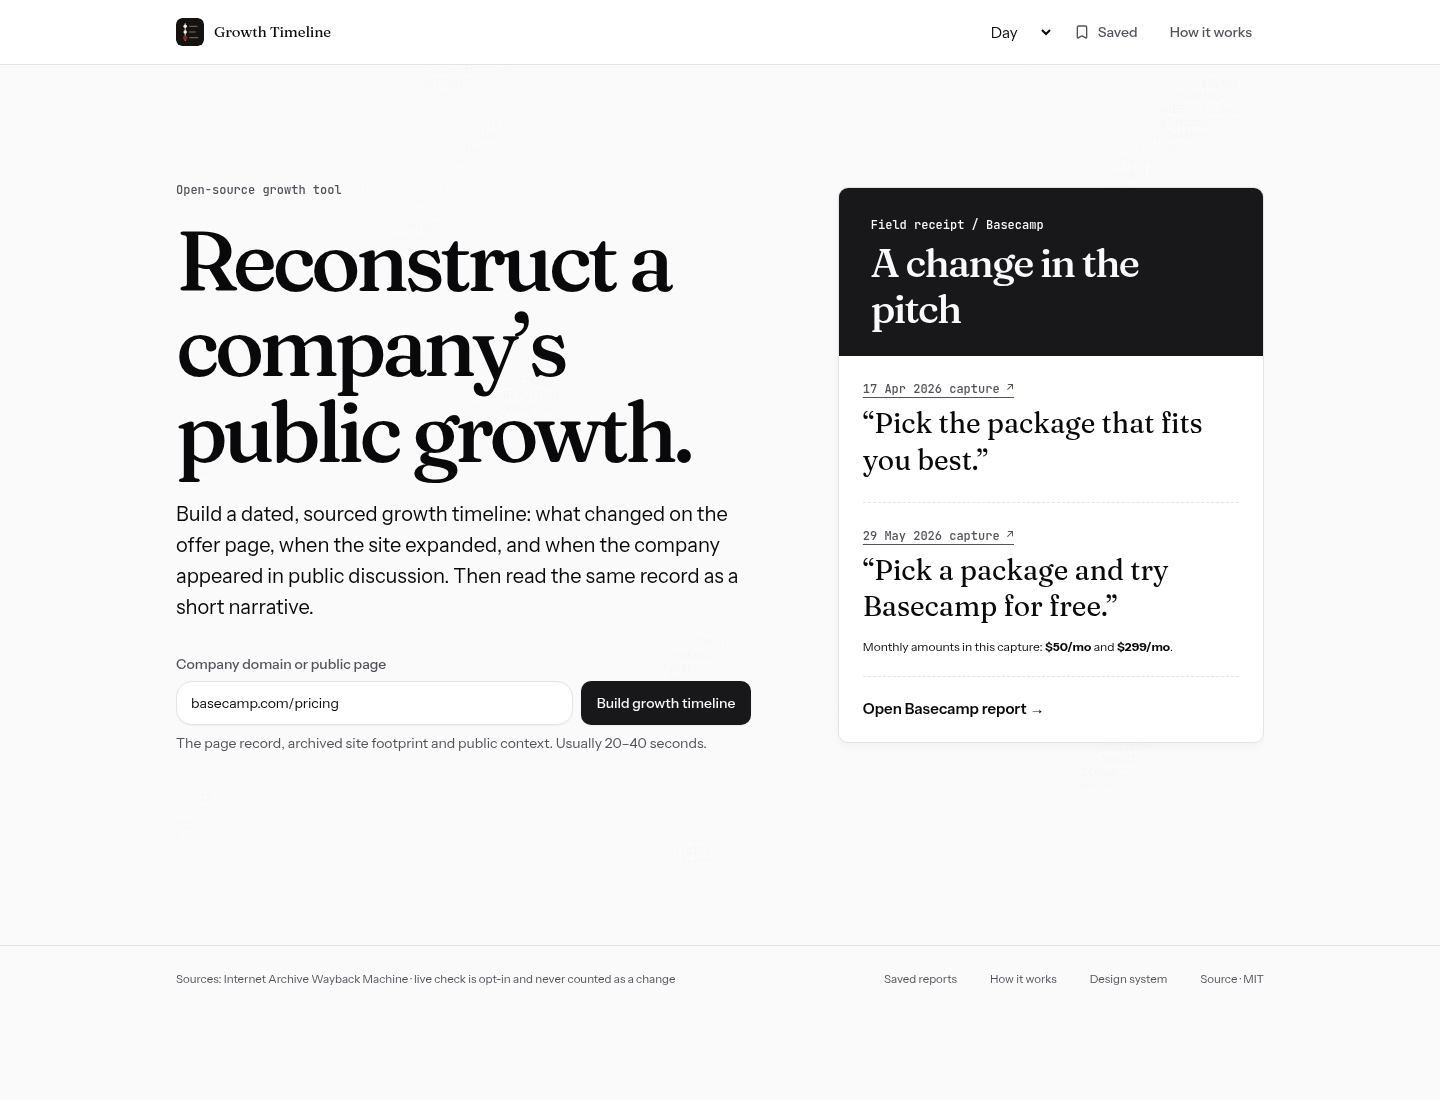 Growth Timeline
Day
Saved
How it works
Open-source growth tool
Reconstruct a
company’s
public growth.
Build a dated, sourced growth timeline: what changed on the
offer page, when the site expanded, and when the company
appeared in public discussion. Then read the same record as a
short narrative.
Company domain or public page
basecamp.com/pricing
Build growth timeline
The page record, archived site footprint and public context. Usually 20–40 seconds.
Field receipt / Basecamp
A change in the
pitch
17 Apr 2026 capture ↗
“Pick the package that fits
you best.”
29 May 2026 capture ↗
“Pick a package and try
Basecamp for free.”
Monthly amounts in this capture: $50/mo and $299/mo.
Open Basecamp report →
Sources: Internet Archive Wayback Machine · live check is opt-in and never counted as a change
Saved reports
How it works
Design system
Source · MIT